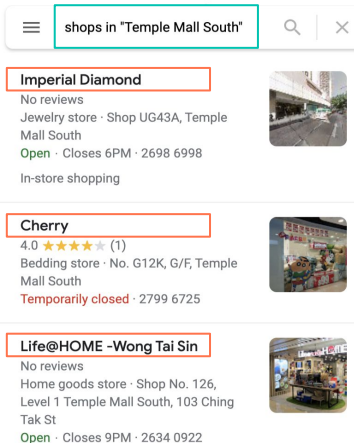 shops in "Temple Mall South"
Imperial Diamond
No reviews
Jewelry store · Shop UG43A, Temple
Mall South
Open · Closes 6PM · 2698 6998
In-store shopping
Cherry
4.0 ★★★★★ (1)
Bedding store · No. G12K, G/F, Temple
Mall South
Temporarily closed · 2799 6725
Life@HOME -Wong Tai Sin
No reviews
Home goods store · Shop No. 126,
Level 1 Temple Mall South, 103 Ching
Tak St
Open · Closes 9PM · 2634 0922